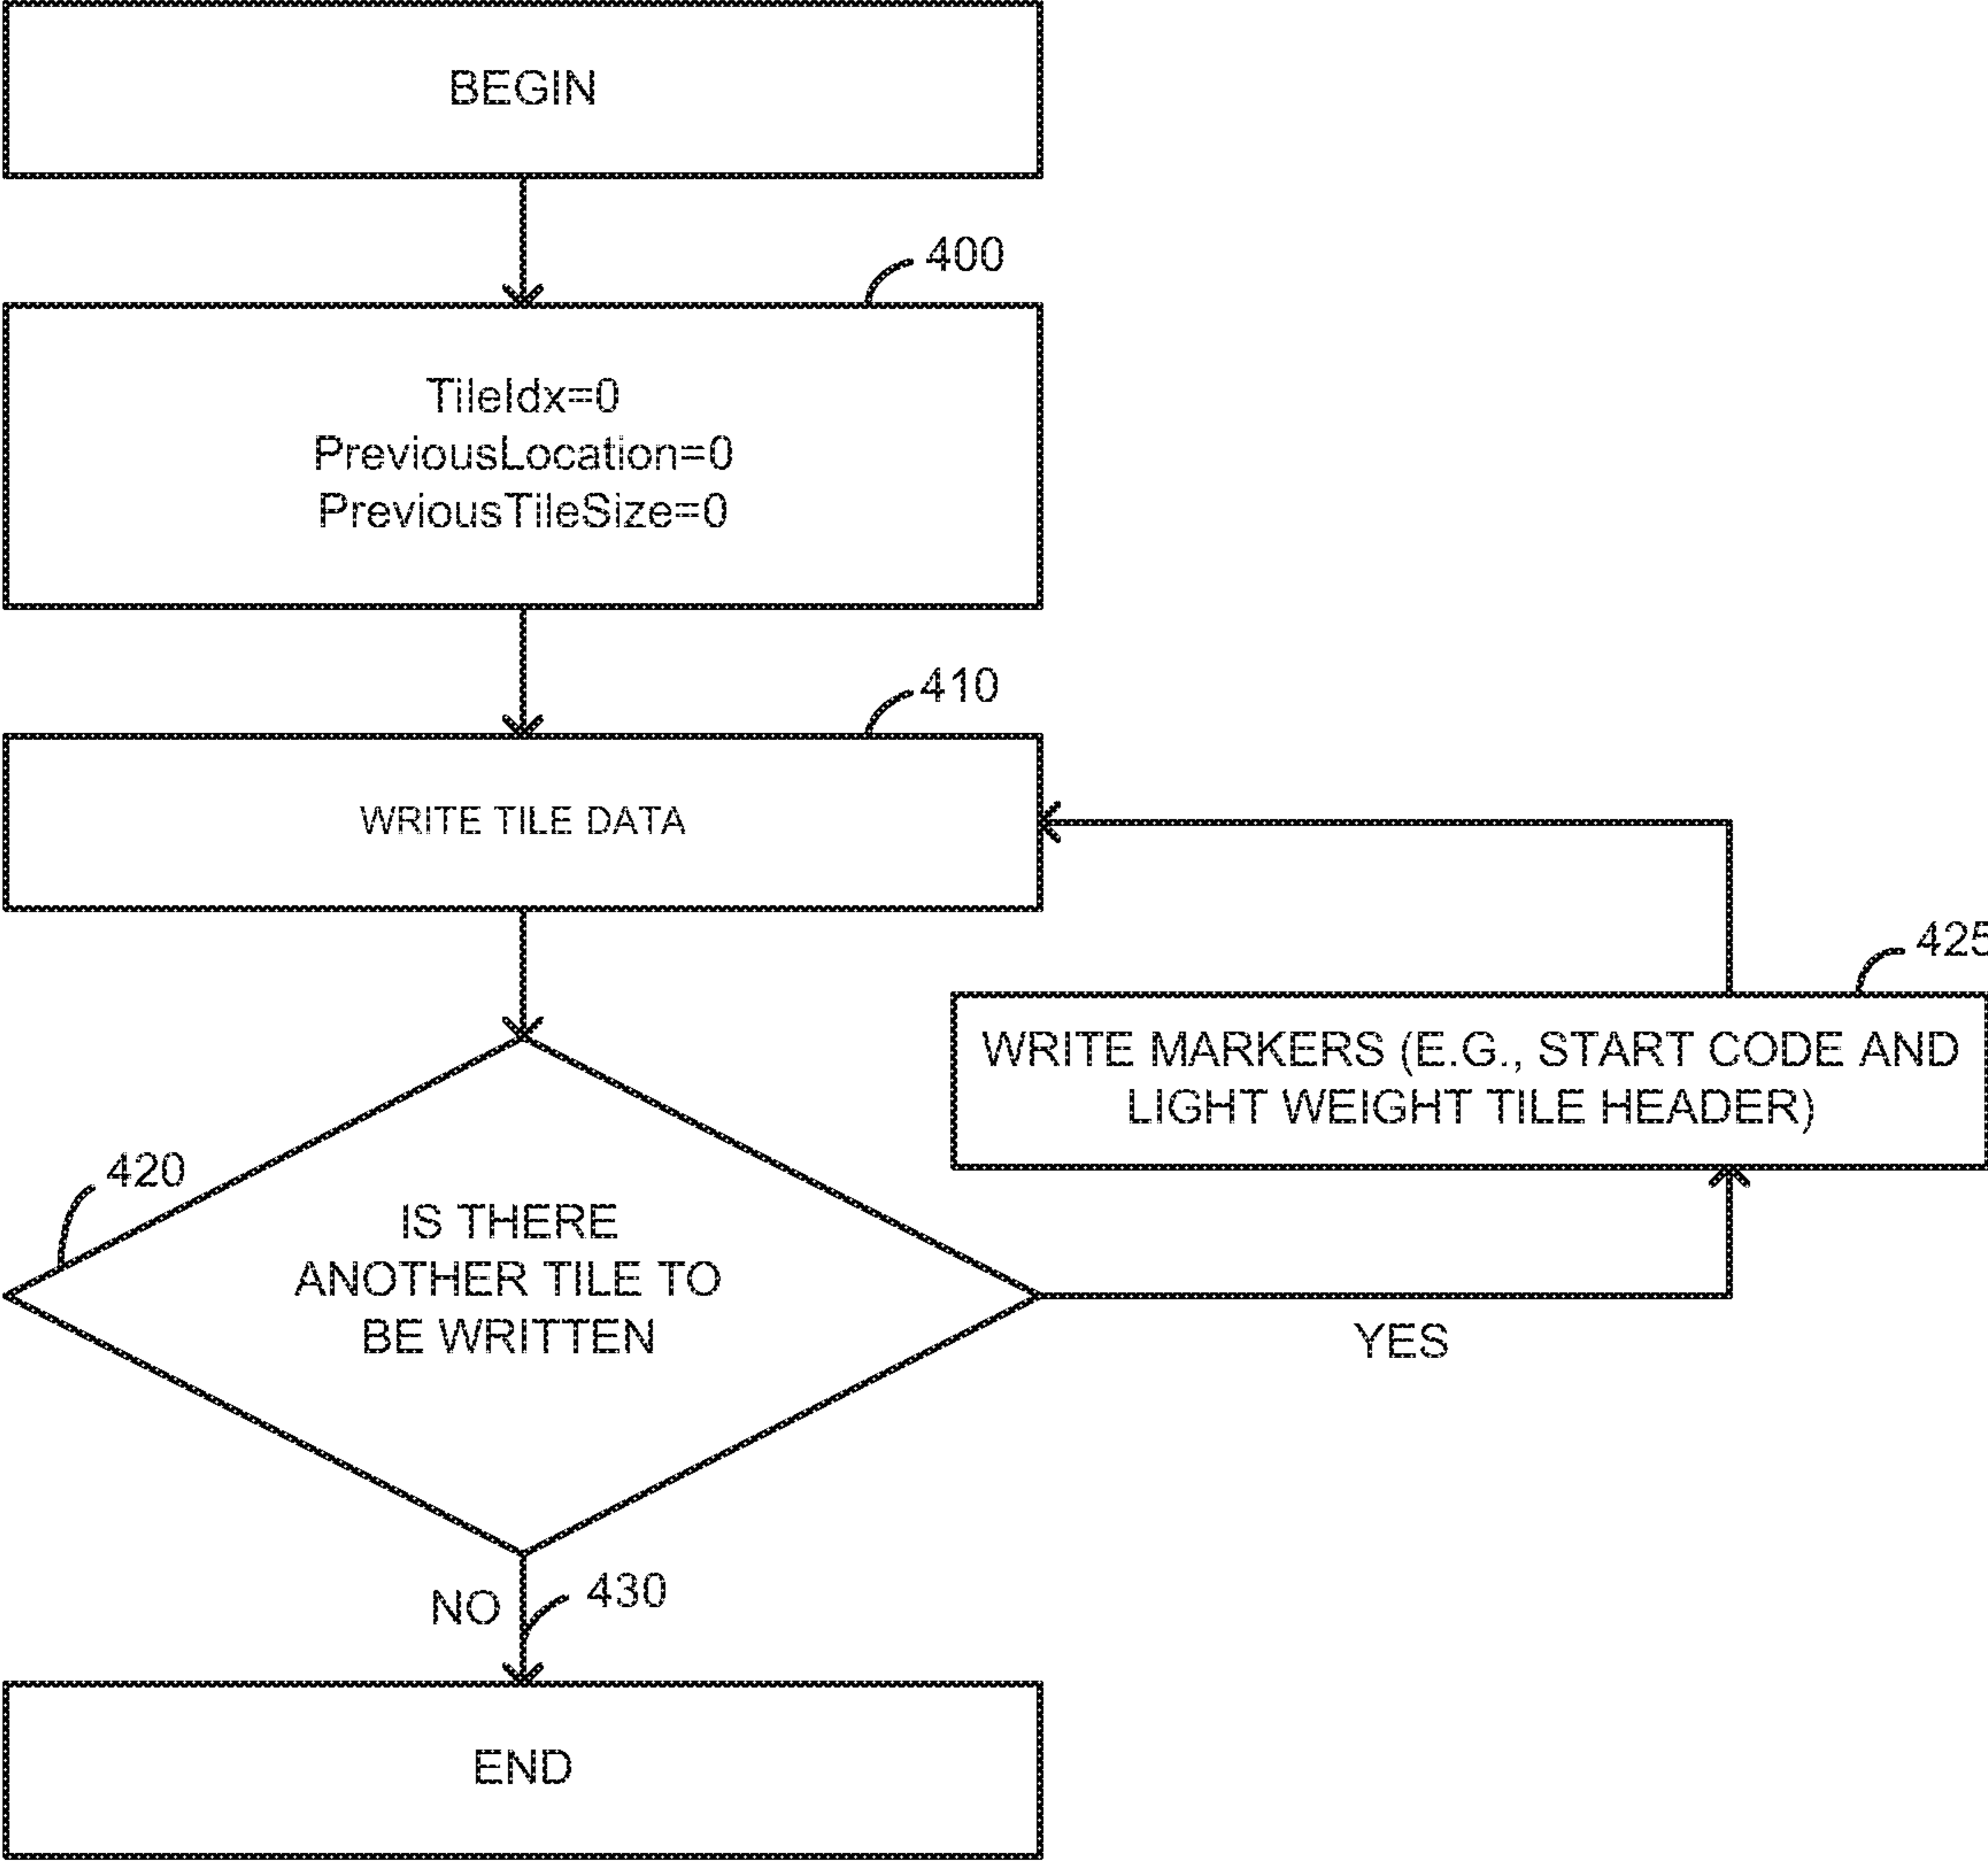 BEGIN
400
TileIdx=0
PreviousLocation=0
PreviousTileSize=0
410
WRITE TILE DATA
425
WRITE MARKERS (E.G., START CODE AND
LIGHT WEIGHT TILE HEADER)
420
IS THERE
ANOTHER TILE TO
BE WRITTEN
YES
NO
430
END